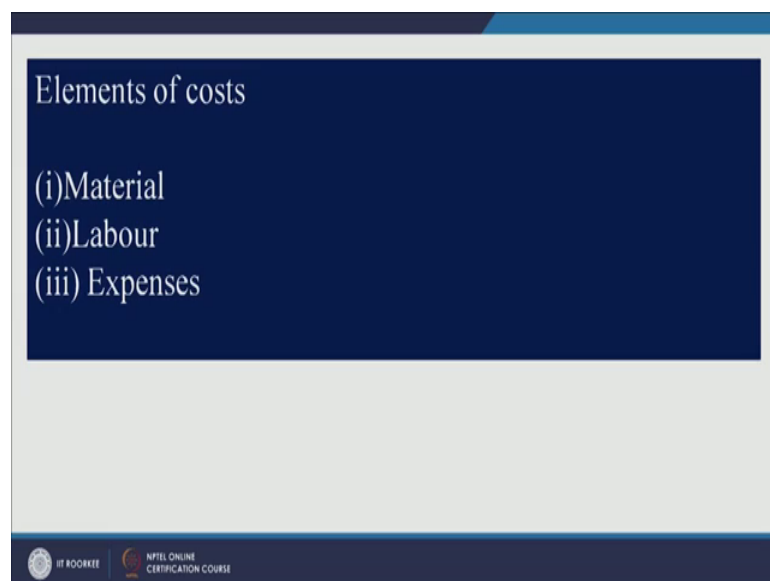 Elements of costs
(i)Material
(ii)Labour
(iii) Expenses
IIT ROORKEE
NPTEL ONLINE
CERTIFICATION COURSE